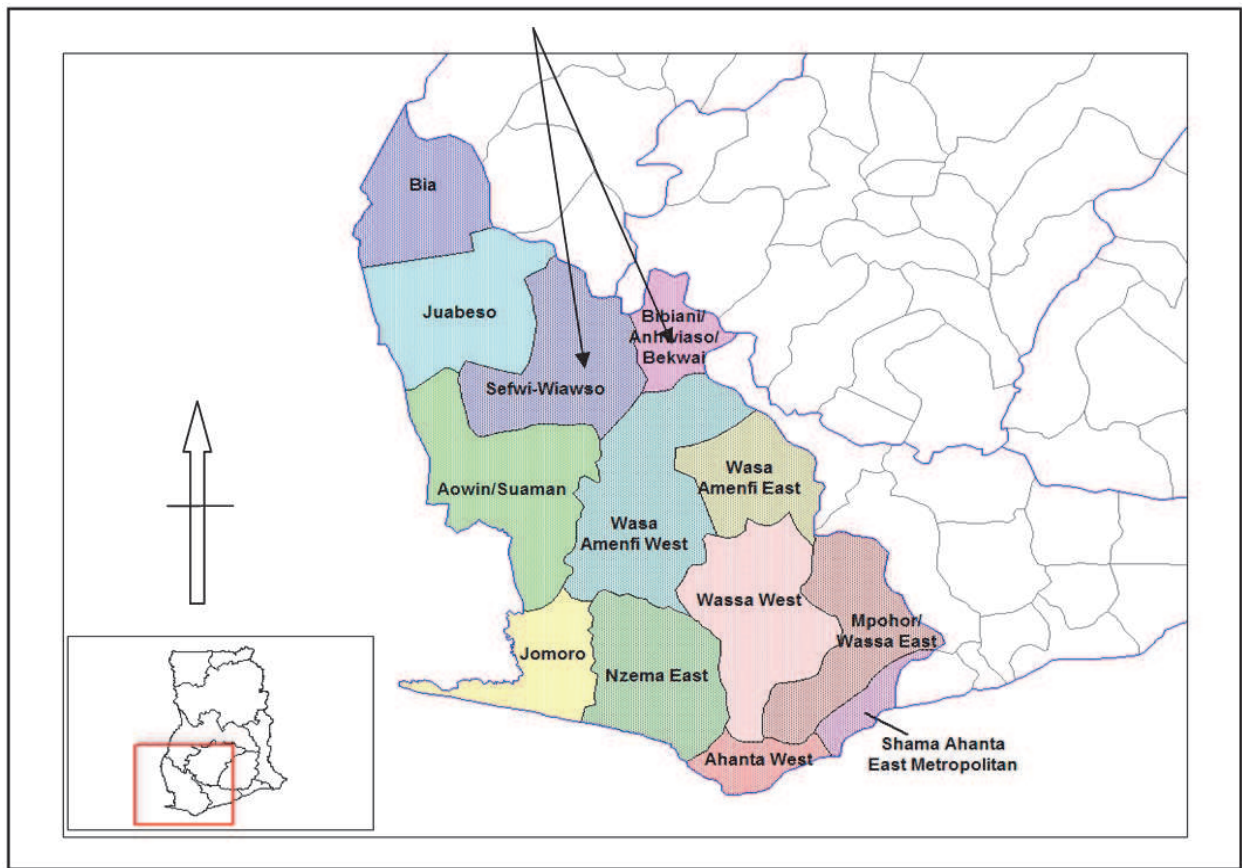 Bia
Juabeso
Bibiani/
Anhwiaso/
Bekwai
Sefwi-Wiawso
Wasa
Amenfi East
Aowin/Suaman
Wasa
Amenfi West
Wassa West
Mpohor/
Wassa East
Jomoro
Nzema East
Shama Ahanta
East Metropolitan
Ahanta West